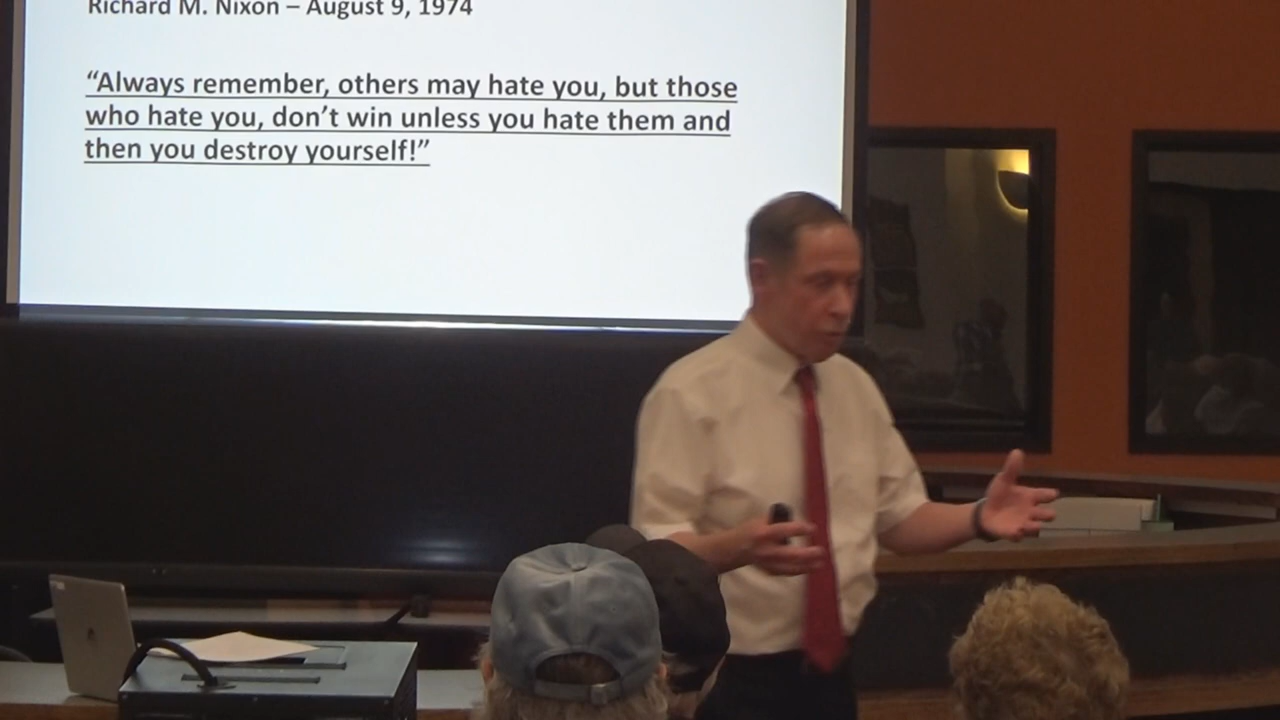 Richard M. Nixon – August 9, 1974
“Always remember, others may hate you, but those
who hate you, don’t win unless you hate them and
then you destroy yourself!”